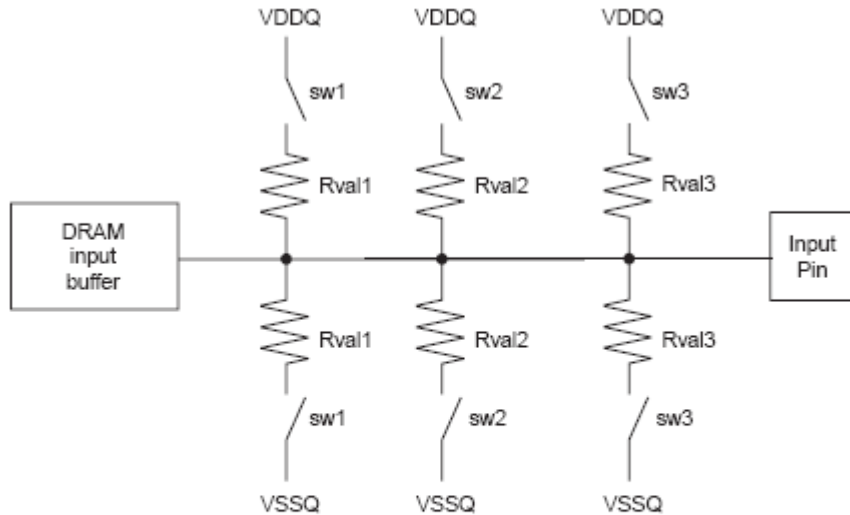 VDDQ VDDQ VDDQ
sw1 sw2 sw3
Rval1 Rval2 Rval3
DRAM
input
buffer
Input
Pin
Rval1 Rval2 Rval3
sw1 sw2 sw3
VSSQ VSSQ VSSQ